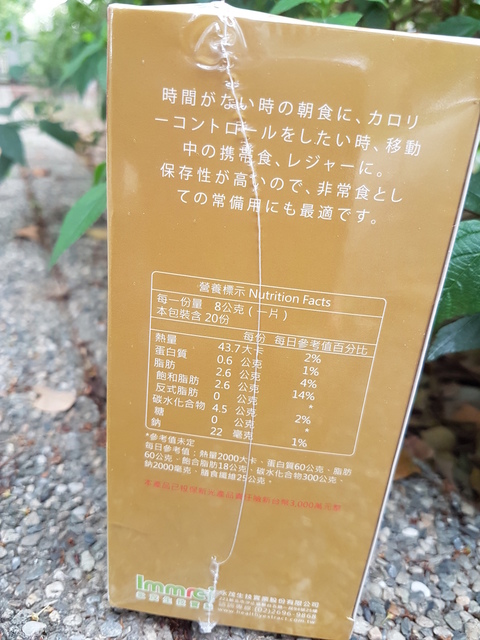 時間がない時の朝食に、カロリ
ーコントロールをしたい時、移動
中の携帯食、レジャーに。
保存性が高いので、非常食とし
ての常備用にも最適です。
營養標示 Nutrition Facts
每一份量 8公克(一片)
本包裝含 20份
每份 每日參考值百分比
熱量 43.7大卡 2%
蛋白質 0.6 公克 1%
脂肪 2.6 公克 4%
飽和脂肪 2.6 公克 14%
反式脂肪 0 公克 *
碳水化合物 4.5 公克 2%
糖 0 公克 *
鈉 22 毫克 1%
*參考值未定
每日參考值:熱量2000大卡、蛋白質60公克、脂肪
60公克、飽和脂肪18公克、碳水化合物300公克、
鈉2000毫克、膳食纖維25公克。
本產品已投保
(02)2696-9868